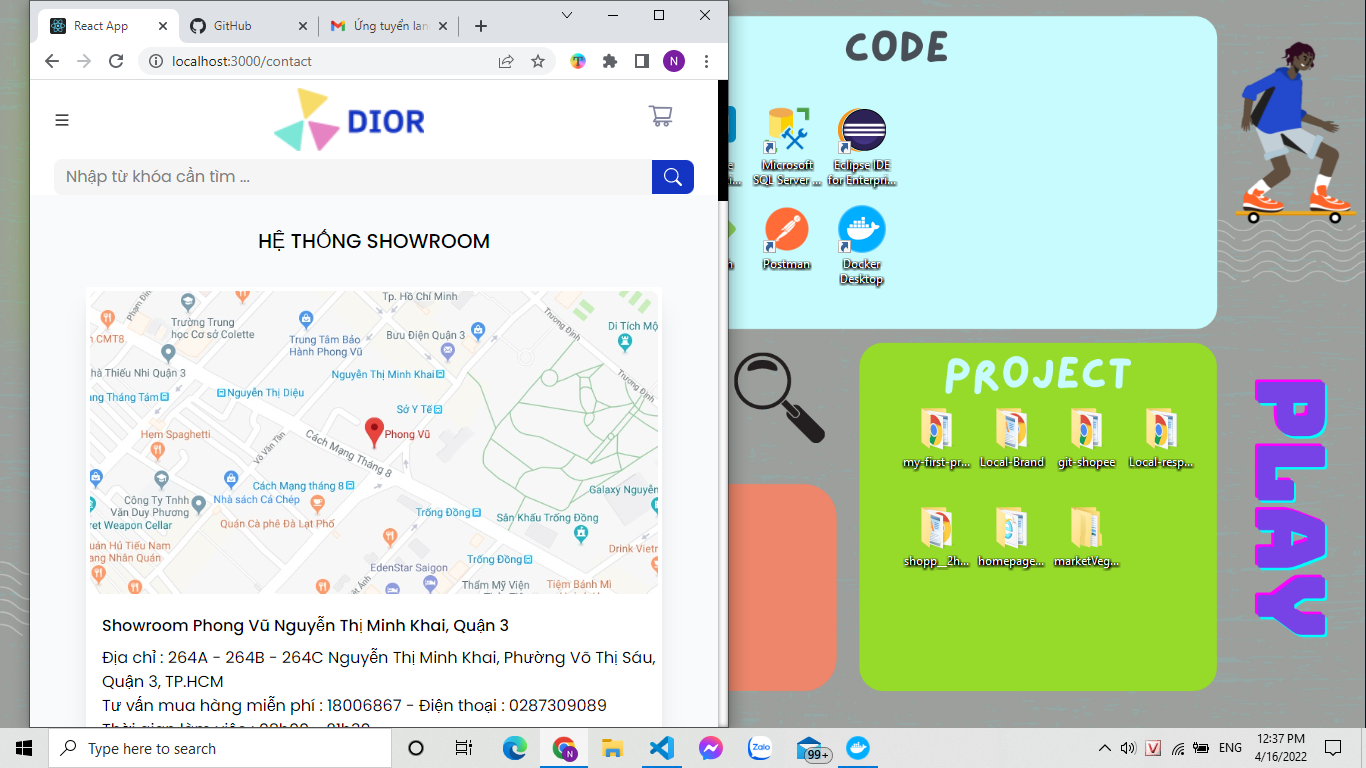 React App
GitHub
Ứng tuyển lan
localhost:3000/contact
N
DIOR
Nhập từ khóa cần tìm ...
HỆ THỐNG SHOWROOM
Tp. Hồ Chí Minh
Trường Trung
học Cơ sở Colette
CMT8
Trung Tâm Bảo
Hành Phong Vũ
Bưu Điện Quận 3
Trương Định
Di Tích Mộ
Thiếu Nhi Quận 3
Nguyễn Thị Minh Khai
Trương Định
Tháng Tám
Nguyễn Thị Diệu
Sở Y Tế
Hem Spaghetti
Võ Văn Tần
Cách Mạng Tháng 8
Phong Vũ
Công Ty Tnhh
Văn Duy Phương
Cách Mạng tháng 8
Nhà sách Cá Chép
Galaxy Nguyễn
Weapon Cellar
Quán Cà phê Đà Lạt Phố
Trống Đồng
Sân Khấu Trống Đồng
Hủ Tiếu Nam
Nhân Quán
Trống Đồng
Drink Vietr
EdenStar Saigon
Thẩm Mỹ Viện
Tiệm Bánh Mì
Showroom Phong Vũ Nguyễn Thị Minh Khai, Quận 3
Địa chỉ : 264A - 264B - 264C Nguyễn Thị Minh Khai, Phường Võ Thị Sáu,
Quận 3, TP.HCM
Tư vấn mua hàng miễn phí : 18006867 - Điện thoại : 0287309089
CODE
Microsoft
SQL Server ...
Eclipse IDE
for Enterpri...
Postman
Docker
Desktop
PROJECT
my-first-pr...
Local-Brand
git-shopee
Local-resp...
shopp__2h...
homepage...
marketVeg...
PLAY
Type here to search
N
Zalo
99+
V
ENG
12:37 PM
4/16/2022